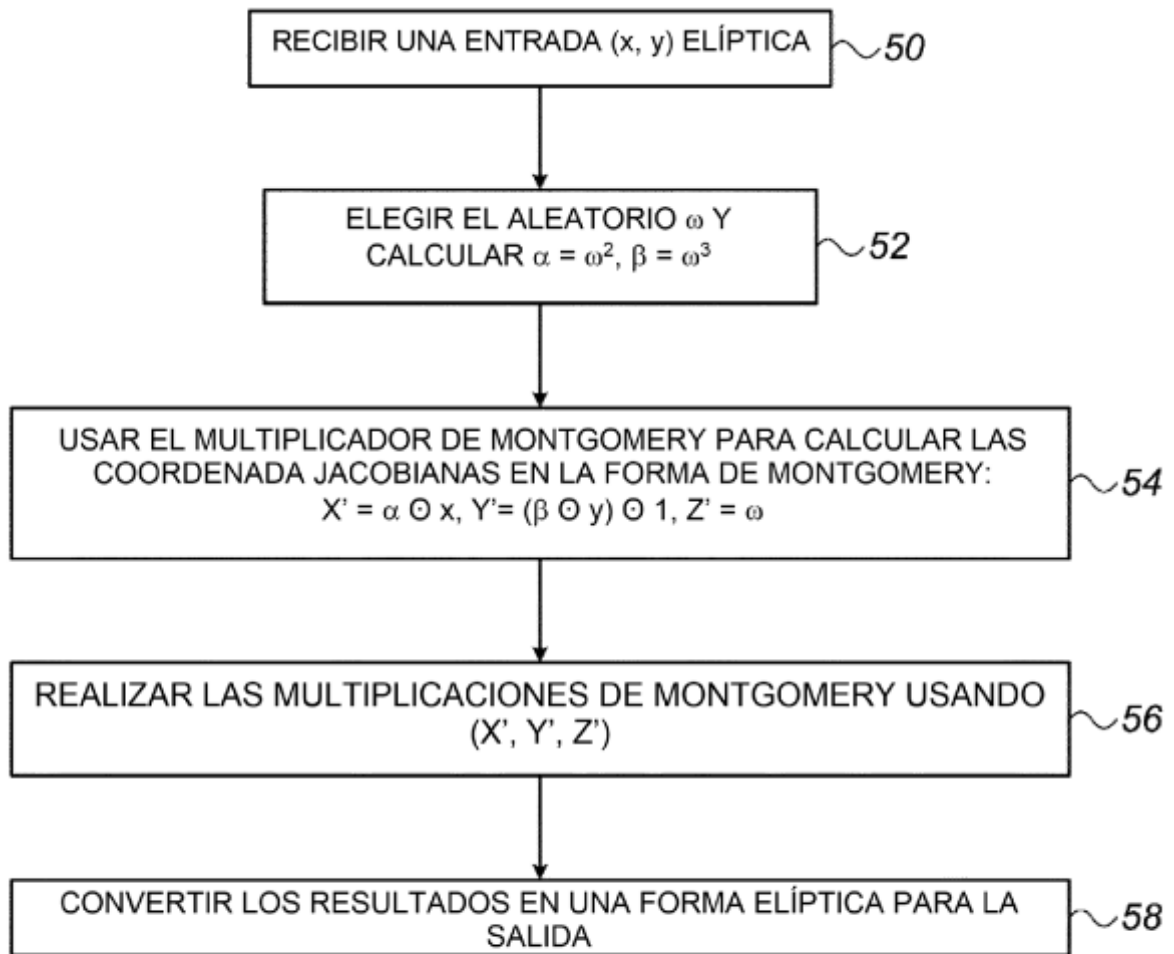 RECIBIR UNA ENTRADA (x, y) ELÍPTICA
50
ELEGIR EL ALEATORIO ω Y
CALCULAR α = ω², β = ω³
52
USAR EL MULTIPLICADOR DE MONTGOMERY PARA CALCULAR LAS
COORDENADA JACOBIANAS EN LA FORMA DE MONTGOMERY:
X' = α ʘ x, Y'= (β ʘ y) ʘ 1, Z' = ω
54
REALIZAR LAS MULTIPLICACIONES DE MONTGOMERY USANDO
(X', Y', Z')
56
CONVERTIR LOS RESULTADOS EN UNA FORMA ELÍPTICA PARA LA
SALIDA
58